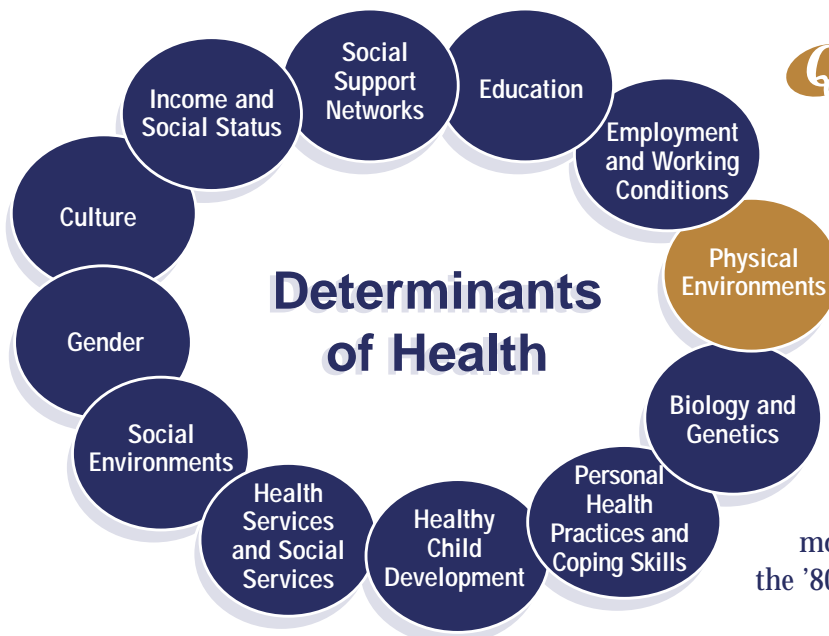 Social
Support
Networks
Education
Income and
Social Status
Employment
and Working
Conditions
Culture
Physical
Environments
Determinants
of Health
Gender
Biology and
Genetics
Social
Environments
Personal
Health
Practices and
Coping Skills
Health
Services
and Social
Services
Healthy
Child
Development
the ’80